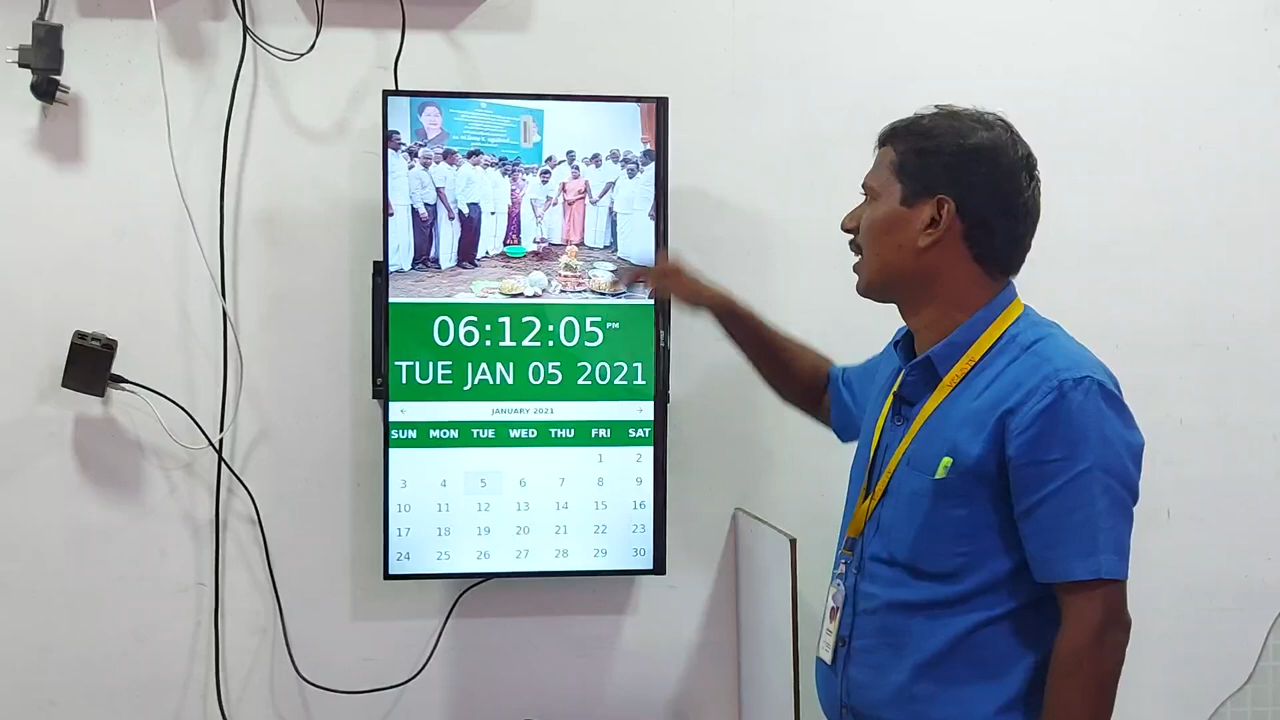 06:12:05 PM
TUE JAN 05 2021
← JANUARY 2021 →
SUN MON TUE WED THU FRI SAT
1 2
3 4 5 6 7 8 9
10 11 12 13 14 15 16
17 18 19 20 21 22 23
24 25 26 27 28 29 30